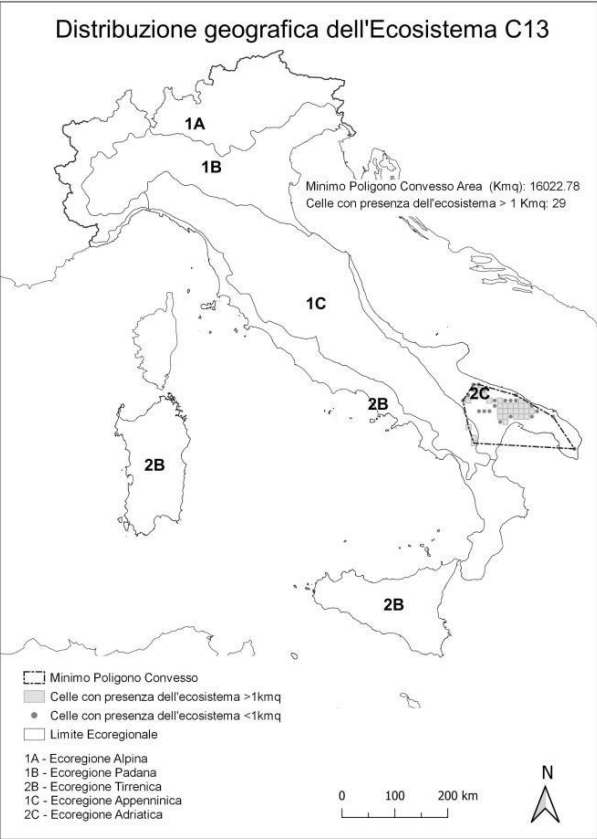 Distribuzione geografica dell'Ecosistema C13
1A
1B
Minimo Poligono Convesso Area (Kmq): 16022.78
Celle con presenza dell'ecosistema > 1 Kmq: 29
1C
2C
2B
2B
2B
Minimo Poligono Convesso
Celle con presenza dell'ecosistema >1kmq
Celle con presenza dell'ecosistema <1kmq
Limite Ecoregionale
1A - Ecoregione Alpina
1B - Ecoregione Padana
2B - Ecoregione Tirrenica
1C - Ecoregione Appenninica
2C - Ecoregione Adriatica
0 100 200 km
N